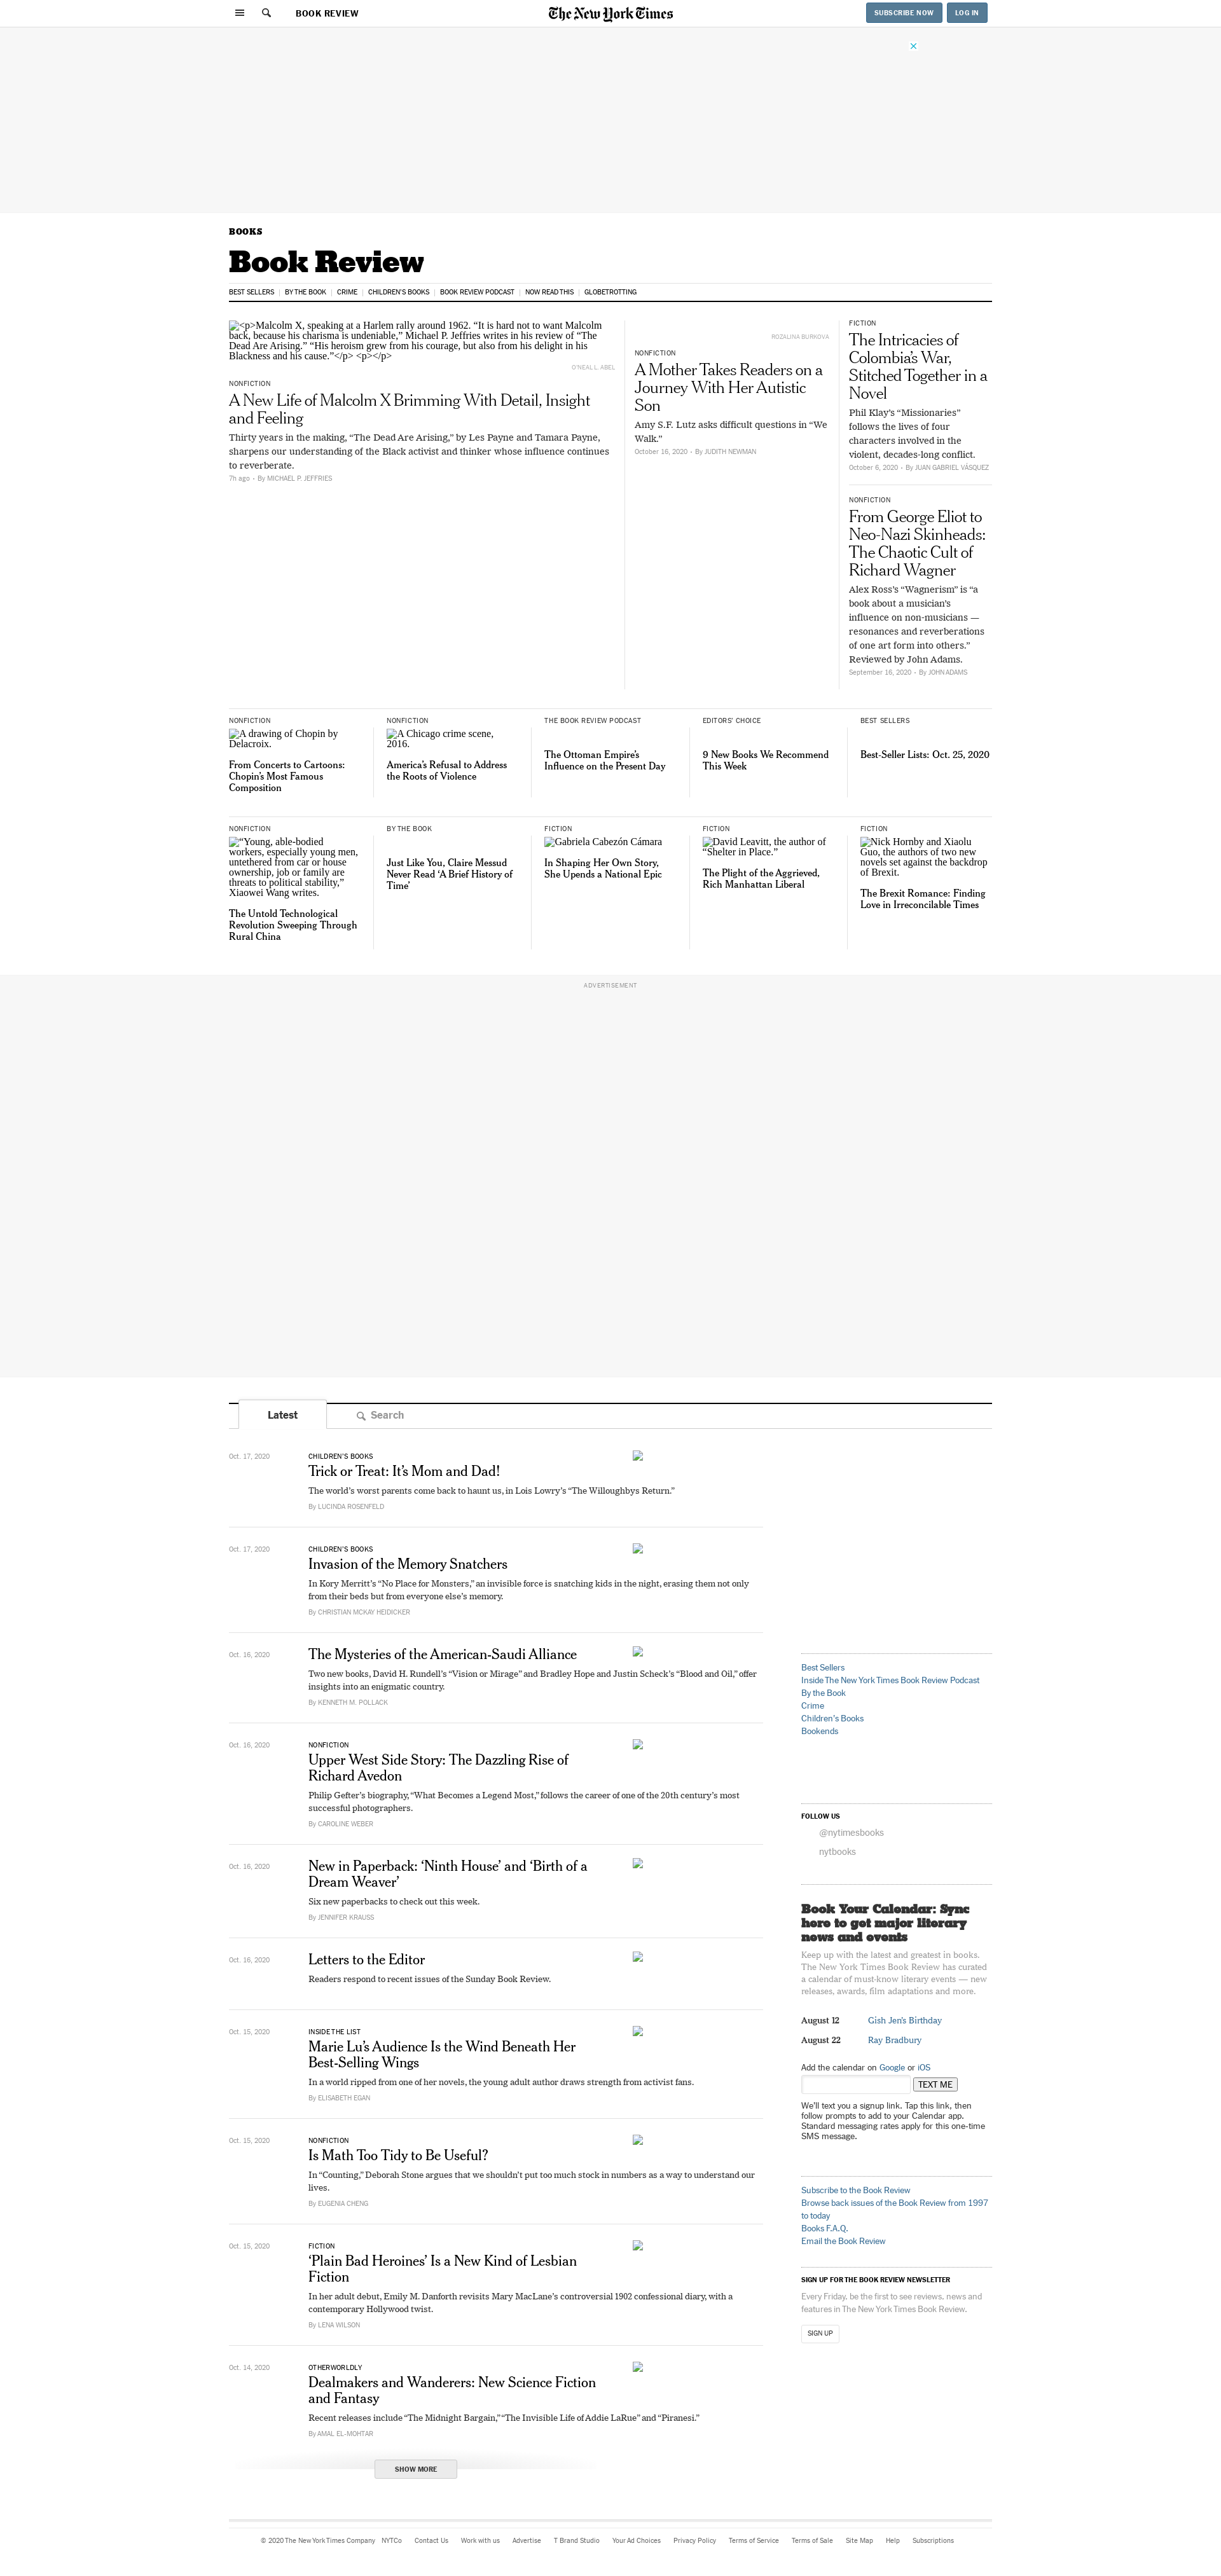 BOOK REVIEW
The New York Times
SUBSCRIBE NOW
LOG IN
BOOKS
Book Review
BEST SELLERS | BY THE BOOK | CRIME | CHILDREN'S BOOKS | BOOK REVIEW PODCAST | NOW READ THIS | GLOBETROTTING
<p>Malcolm X, speaking at a Harlem rally around 1962. “It is hard not to want Malcolm
back, because his charisma is undeniable,” Michael P. Jeffries writes in his review of “The
Dead Are Arising.” “His heroism grew from his courage, but also from his delight in
Blackness and his cause.”</p> <p></p>
O'NEAL L. ABEL
NONFICTION
A New Life of Malcolm X Brimming With Detail, Insight
and Feeling
Thirty years in the making, “The Dead Are Arising,” by Les Payne and Tamara Payne,
sharpens our understanding of the Black activist and thinker whose influence continues
to reverberate.
7h ago • By MICHAEL P. JEFFRIES
ROZALINA BURKOVA
NONFICTION
A Mother Takes Readers on a
Journey With Her Autistic
Son
Amy S.F. Lutz asks difficult questions in “We
Walk.”
October 16, 2020 • By JUDITH NEWMAN
FICTION
The Intricacies of
Colombia’s War,
Stitched Together in a
Novel
Phil Klay’s “Missionaries”
follows the lives of four
characters involved in the
violent, decades-long conflict.
October 6, 2020 • By JUAN GABRIEL VÁSQUEZ
NONFICTION
From George Eliot to
Neo-Nazi Skinheads:
The Chaotic Cult of
Richard Wagner
Alex Ross’s “Wagnerism” is “a
book about a musician’s
influence on non-musicians —
resonances and reverberations
of one art form into others.”
Reviewed by John Adams.
September 16, 2020 • By JOHN ADAMS
NONFICTION
A drawing of Chopin by
Delacroix.
From Concerts to Cartoons:
Chopin’s Most Famous
Composition
NONFICTION
A Chicago crime scene,
2016.
America’s Refusal to Address
the Roots of Violence
THE BOOK REVIEW PODCAST
The Ottoman Empire’s
Influence on the Present Day
EDITORS’ CHOICE
9 New Books We Recommend
This Week
BEST SELLERS
Best-Seller Lists: Oct. 25, 2020
NONFICTION
“Young, able-bodied
workers, especially young men,
untethered from car or house
ownership, job or family are
threats to political stability,”
Xiaowei Wang writes.
The Untold Technological
Revolution Sweeping Through
Rural China
BY THE BOOK
Just Like You, Claire Messud
Never Read ‘A Brief History of
Time’
FICTION
Gabriela Cabezón Cámara
In Shaping Her Own Story,
She Upends a National Epic
FICTION
David Leavitt, the author of
“Shelter in Place.”
The Plight of the Aggrieved,
Rich Manhattan Liberal
FICTION
Nick Hornby and Xiaolu
Guo, the authors of two new
novels set against the backdrop
of Brexit.
The Brexit Romance: Finding
Love in Irreconcilable Times
ADVERTISEMENT
Latest
Search
Oct. 17, 2020
CHILDREN’S BOOKS
Trick or Treat: It’s Mom and Dad!
The world’s worst parents come back to haunt us, in Lois Lowry’s “The Willoughbys Return.”
By LUCINDA ROSENFELD
Oct. 17, 2020
CHILDREN’S BOOKS
Invasion of the Memory Snatchers
In Kory Merritt’s “No Place for Monsters,” an invisible force is snatching kids in the night, erasing them not only
from their beds but from everyone else’s memory.
By CHRISTIAN MCKAY HEIDICKER
Oct. 16, 2020
The Mysteries of the American-Saudi Alliance
Two new books, David H. Rundell’s “Vision or Mirage” and Bradley Hope and Justin Scheck’s “Blood and Oil,” offer
insights into an enigmatic country.
By KENNETH M. POLLACK
Oct. 16, 2020
NONFICTION
Upper West Side Story: The Dazzling Rise of
Richard Avedon
Philip Gefter’s biography, “What Becomes a Legend Most,” follows the career of one of the 20th century’s most
successful photographers.
By CAROLINE WEBER
Oct. 16, 2020
New in Paperback: ‘Ninth House’ and ‘Birth of a
Dream Weaver’
Six new paperbacks to check out this week.
By JENNIFER KRAUSS
Oct. 16, 2020
Letters to the Editor
Readers respond to recent issues of the Sunday Book Review.
Oct. 15, 2020
INSIDE THE LIST
Marie Lu’s Audience Is the Wind Beneath Her
Best-Selling Wings
In a world ripped from one of her novels, the young adult author draws strength from activist fans.
By ELISABETH EGAN
Oct. 15, 2020
NONFICTION
Is Math Too Tidy to Be Useful?
In “Counting,” Deborah Stone argues that we shouldn’t put too much stock in numbers as a way to understand our
lives.
By EUGENIA CHENG
Oct. 15, 2020
FICTION
‘Plain Bad Heroines’ Is a New Kind of Lesbian
Fiction
In her adult debut, Emily M. Danforth revisits Mary MacLane’s controversial 1902 confessional diary, with a
contemporary Hollywood twist.
By LENA WILSON
Oct. 14, 2020
OTHERWORLDLY
Dealmakers and Wanderers: New Science Fiction
and Fantasy
Recent releases include “The Midnight Bargain,” “The Invisible Life of Addie LaRue” and “Piranesi.”
By AMAL EL-MOHTAR
SHOW MORE
Best Sellers
Inside The New York Times Book Review Podcast
By the Book
Crime
Children’s Books
Bookends
FOLLOW US
@nytimesbooks
nytbooks
Book Your Calendar: Sync
here to get major literary
news and events
Keep up with the latest and greatest in books.
The New York Times Book Review has curated
a calendar of must-know literary events — new
releases, awards, film adaptations and more.
August 12 Gish Jen's Birthday
August 22 Ray Bradbury
Add the calendar on Google or iOS
TEXT ME
We’ll text you a signup link. Tap this link, then
follow prompts to add to your Calendar app.
Standard messaging rates apply for this one-time
SMS message.
Subscribe to the Book Review
Browse back issues of the Book Review from 1997
to today
Books F.A.Q.
Email the Book Review
SIGN UP FOR THE BOOK REVIEW NEWSLETTER
Every Friday, be the first to see reviews, news and
features in The New York Times Book Review.
SIGN UP
© 2020 The New York Times Company NYTCo Contact Us Work with us Advertise T Brand Studio Your Ad Choices Privacy Policy Terms of Service Terms of Sale Site Map Help Subscriptions